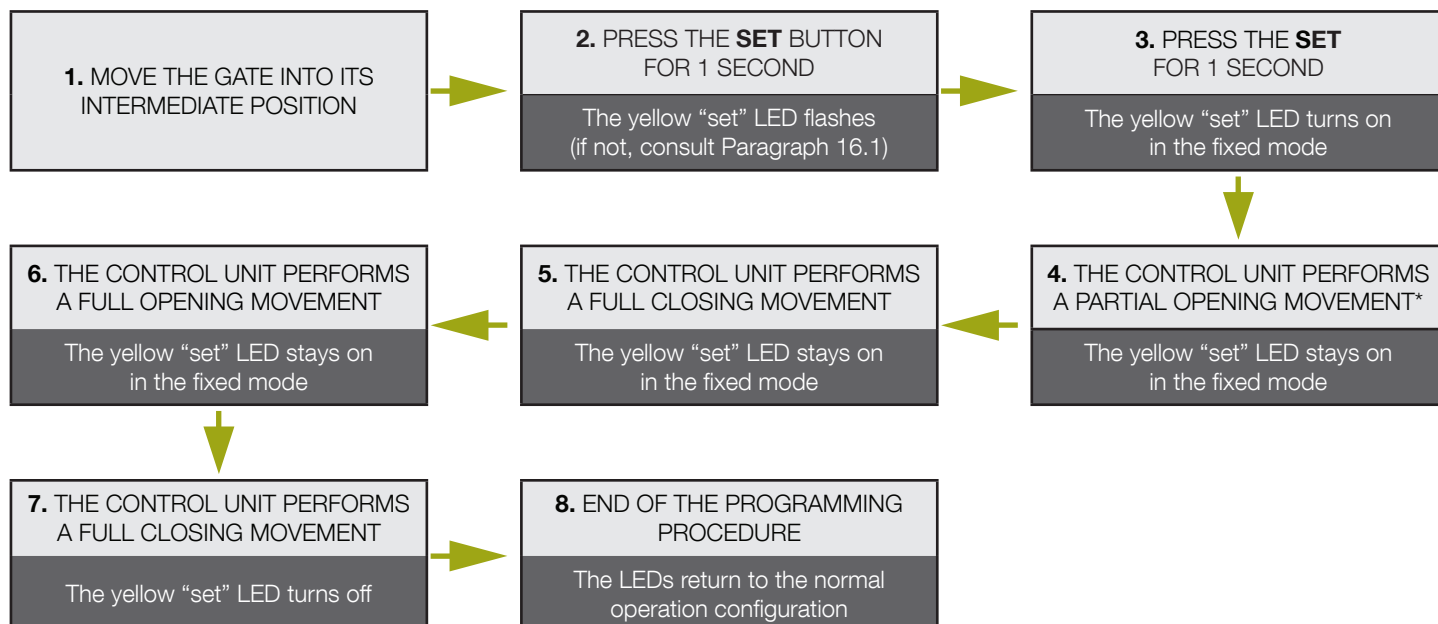 1. MOVE THE GATE INTO ITS
INTERMEDIATE POSITION
2. PRESS THE SET BUTTON
FOR 1 SECOND
The yellow “set” LED flashes
(if not, consult Paragraph 16.1)
3. PRESS THE SET
FOR 1 SECOND
The yellow “set” LED turns on
in the fixed mode
4. THE CONTROL UNIT PERFORMS
A PARTIAL OPENING MOVEMENT*
The yellow “set” LED stays on
in the fixed mode
5. THE CONTROL UNIT PERFORMS
A FULL CLOSING MOVEMENT
The yellow “set” LED stays on
in the fixed mode
6. THE CONTROL UNIT PERFORMS
A FULL OPENING MOVEMENT
The yellow “set” LED stays on
in the fixed mode
7. THE CONTROL UNIT PERFORMS
A FULL CLOSING MOVEMENT
The yellow “set” LED turns off
8. END OF THE PROGRAMMING
PROCEDURE
The LEDs return to the normal
operation configuration